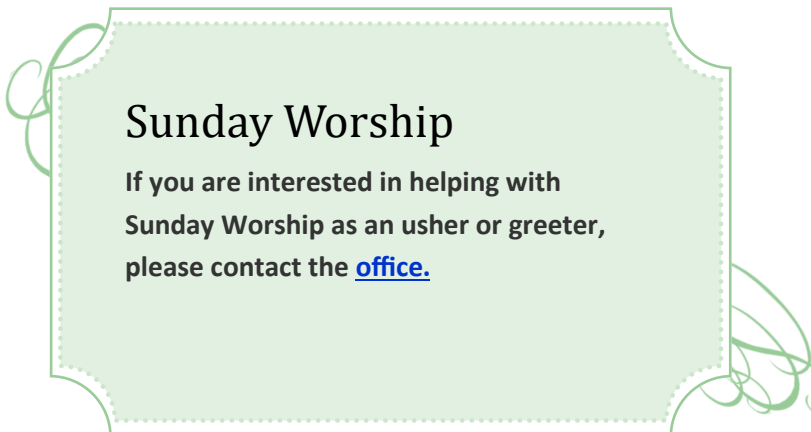 Sunday Worship
If you are interested in helping with
Sunday Worship as an usher or greeter,
please contact the office.